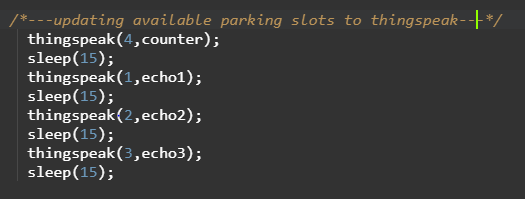 /*---updating available parking slots to thingspeak---*/
thingspeak(4,counter);
sleep(15);
thingspeak(1,echo1);
sleep(15);
thingspeak(2,echo2);
sleep(15);
thingspeak(3,echo3);
sleep(15);